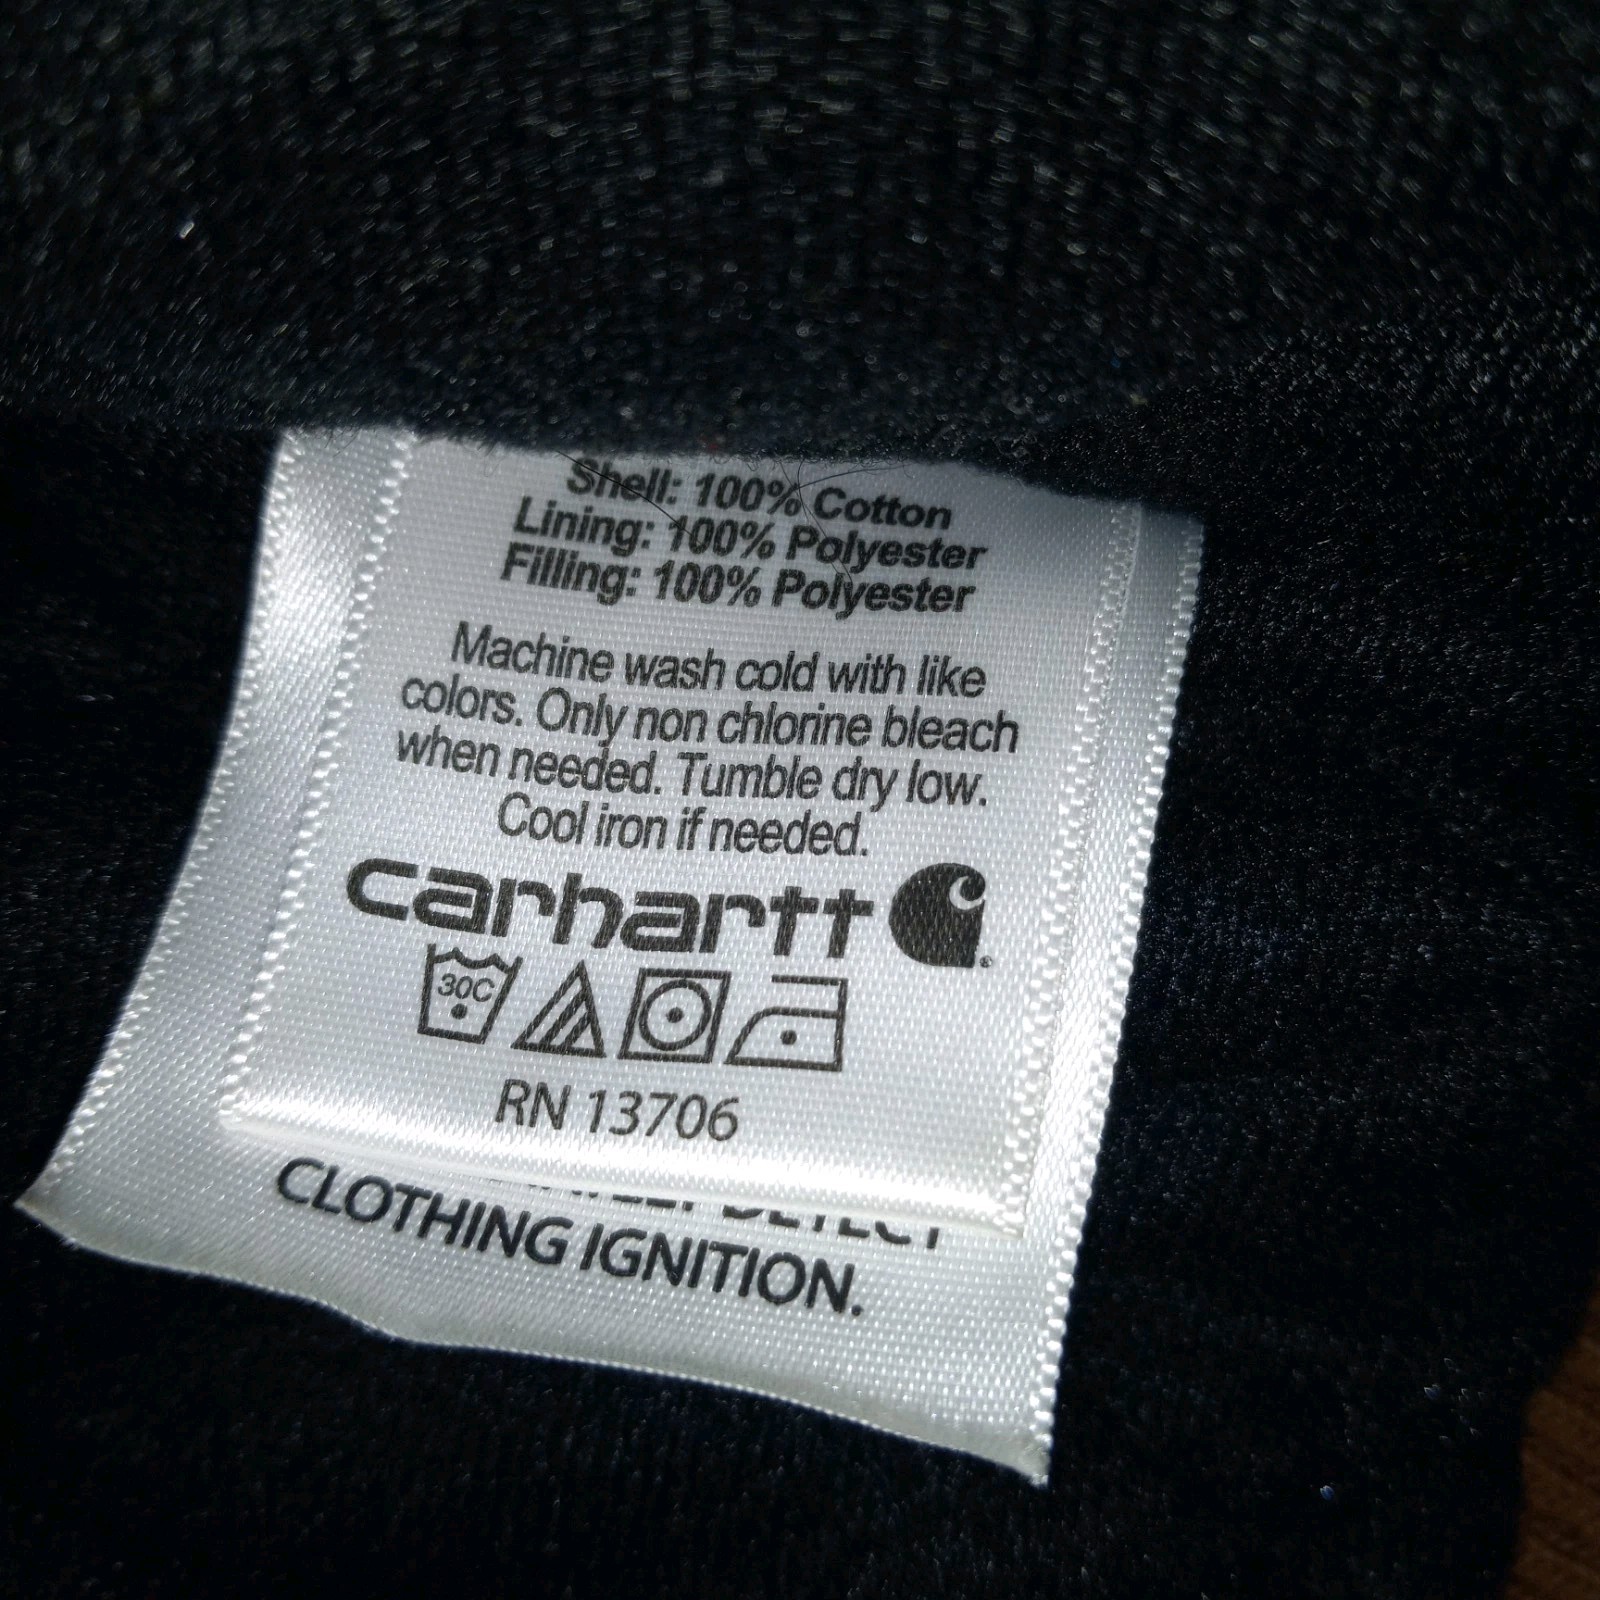 Shell: 100% Cotton
Lining: 100% Polyester
Filling: 100% Polyester
Machine wash cold with like
colors. Only non chlorine bleach
when needed. Tumble dry low.
Cool iron if needed.
carhartt
30C
RN 13706
DETECT
CLOTHING IGNITION.